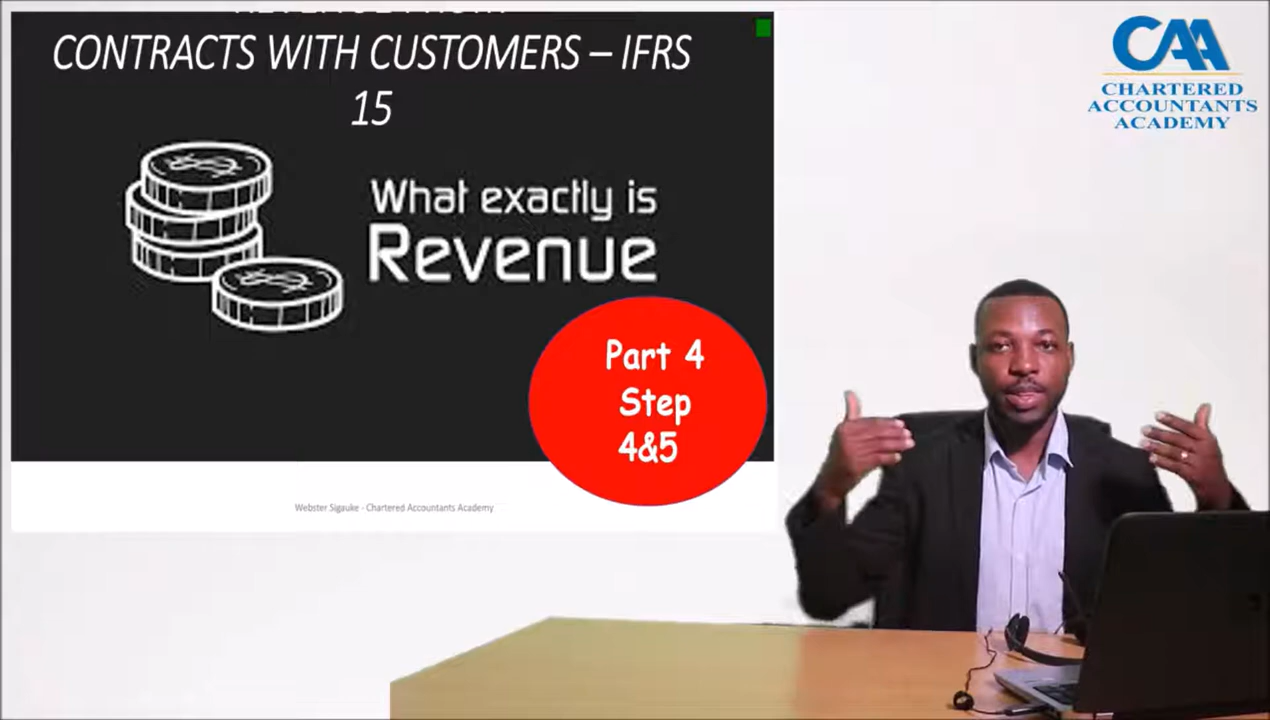 CONTRACTS WITH CUSTOMERS – IFRS
15
What exactly is
Revenue
Part 4
Step
4&5
Webster Sigauke - Chartered Accountants Academy
CAA
CHARTERED
ACCOUNTANTS
ACADEMY